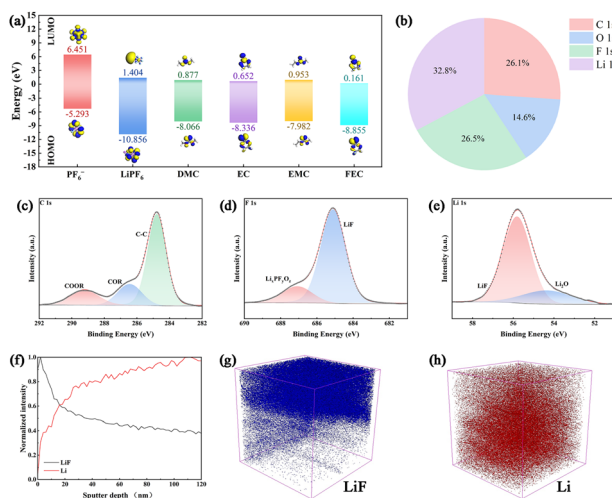 (a)
LUMO
HOMO
Energy (eV)
15
12
9
6
3
0
-3
-6
-9
-12
-15
-18
6.451
1.404
0.877
0.652
0.953
0.161
-5.293
-10.856
-8.066
-8.336
-7.982
-8.855
PF₆⁻
LiPF₆
DMC
EC
EMC
FEC
(b)
C 1s
O 1s
F 1s
Li 1
26.1%
14.6%
26.5%
32.8%
(c)
C 1s
C-C
COR
COOR
Intensity (a.u.)
292 290 288 286 284 282
Binding Energy (eV)
(d)
F 1s
LiF
Intensity (a.u.)
690 688 686 684 682
Binding Energy (eV)
(e)
Li 1s
LiF
Li₂O
Intensity (a.u.)
58 56 54 52
Binding Energy (eV)
(f)
Normalized intensity
1.0
0.8
0.6
0.4
0.2
0.0
LiF
Li
0 20 40 60 80 100 120
Sputter depth (nm)
(g)
LiF
(h)
Li